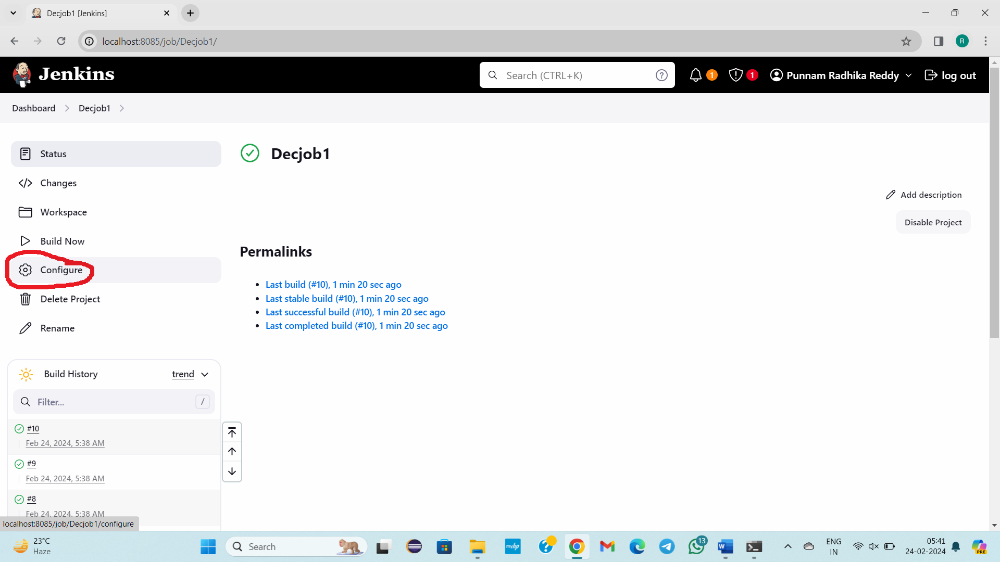 Decjob1 [Jenkins]
localhost:8085/job/Decjob1/
R
Jenkins
Search (CTRL+K)
?
1
1
Punnam Radhika Reddy
log out
Dashboard
Decjob1
Status
Changes
Workspace
Build Now
Configure
Delete Project
Rename
Decjob1
Add description
Disable Project
Permalinks
Last build (#10), 1 min 20 sec ago
Last stable build (#10), 1 min 20 sec ago
Last successful build (#10), 1 min 20 sec ago
Last completed build (#10), 1 min 20 sec ago
Build History
trend
Filter...
/
#10
Feb 24, 2024, 5:38 AM
#9
Feb 24, 2024, 5:38 AM
#8
Feb 24, 2024, 5:38 AM
localhost:8085/job/Decjob1/configure
23°C
Haze
Search
myhp
?
13
W
ENG
IN
05:41
24-02-2024
PRE